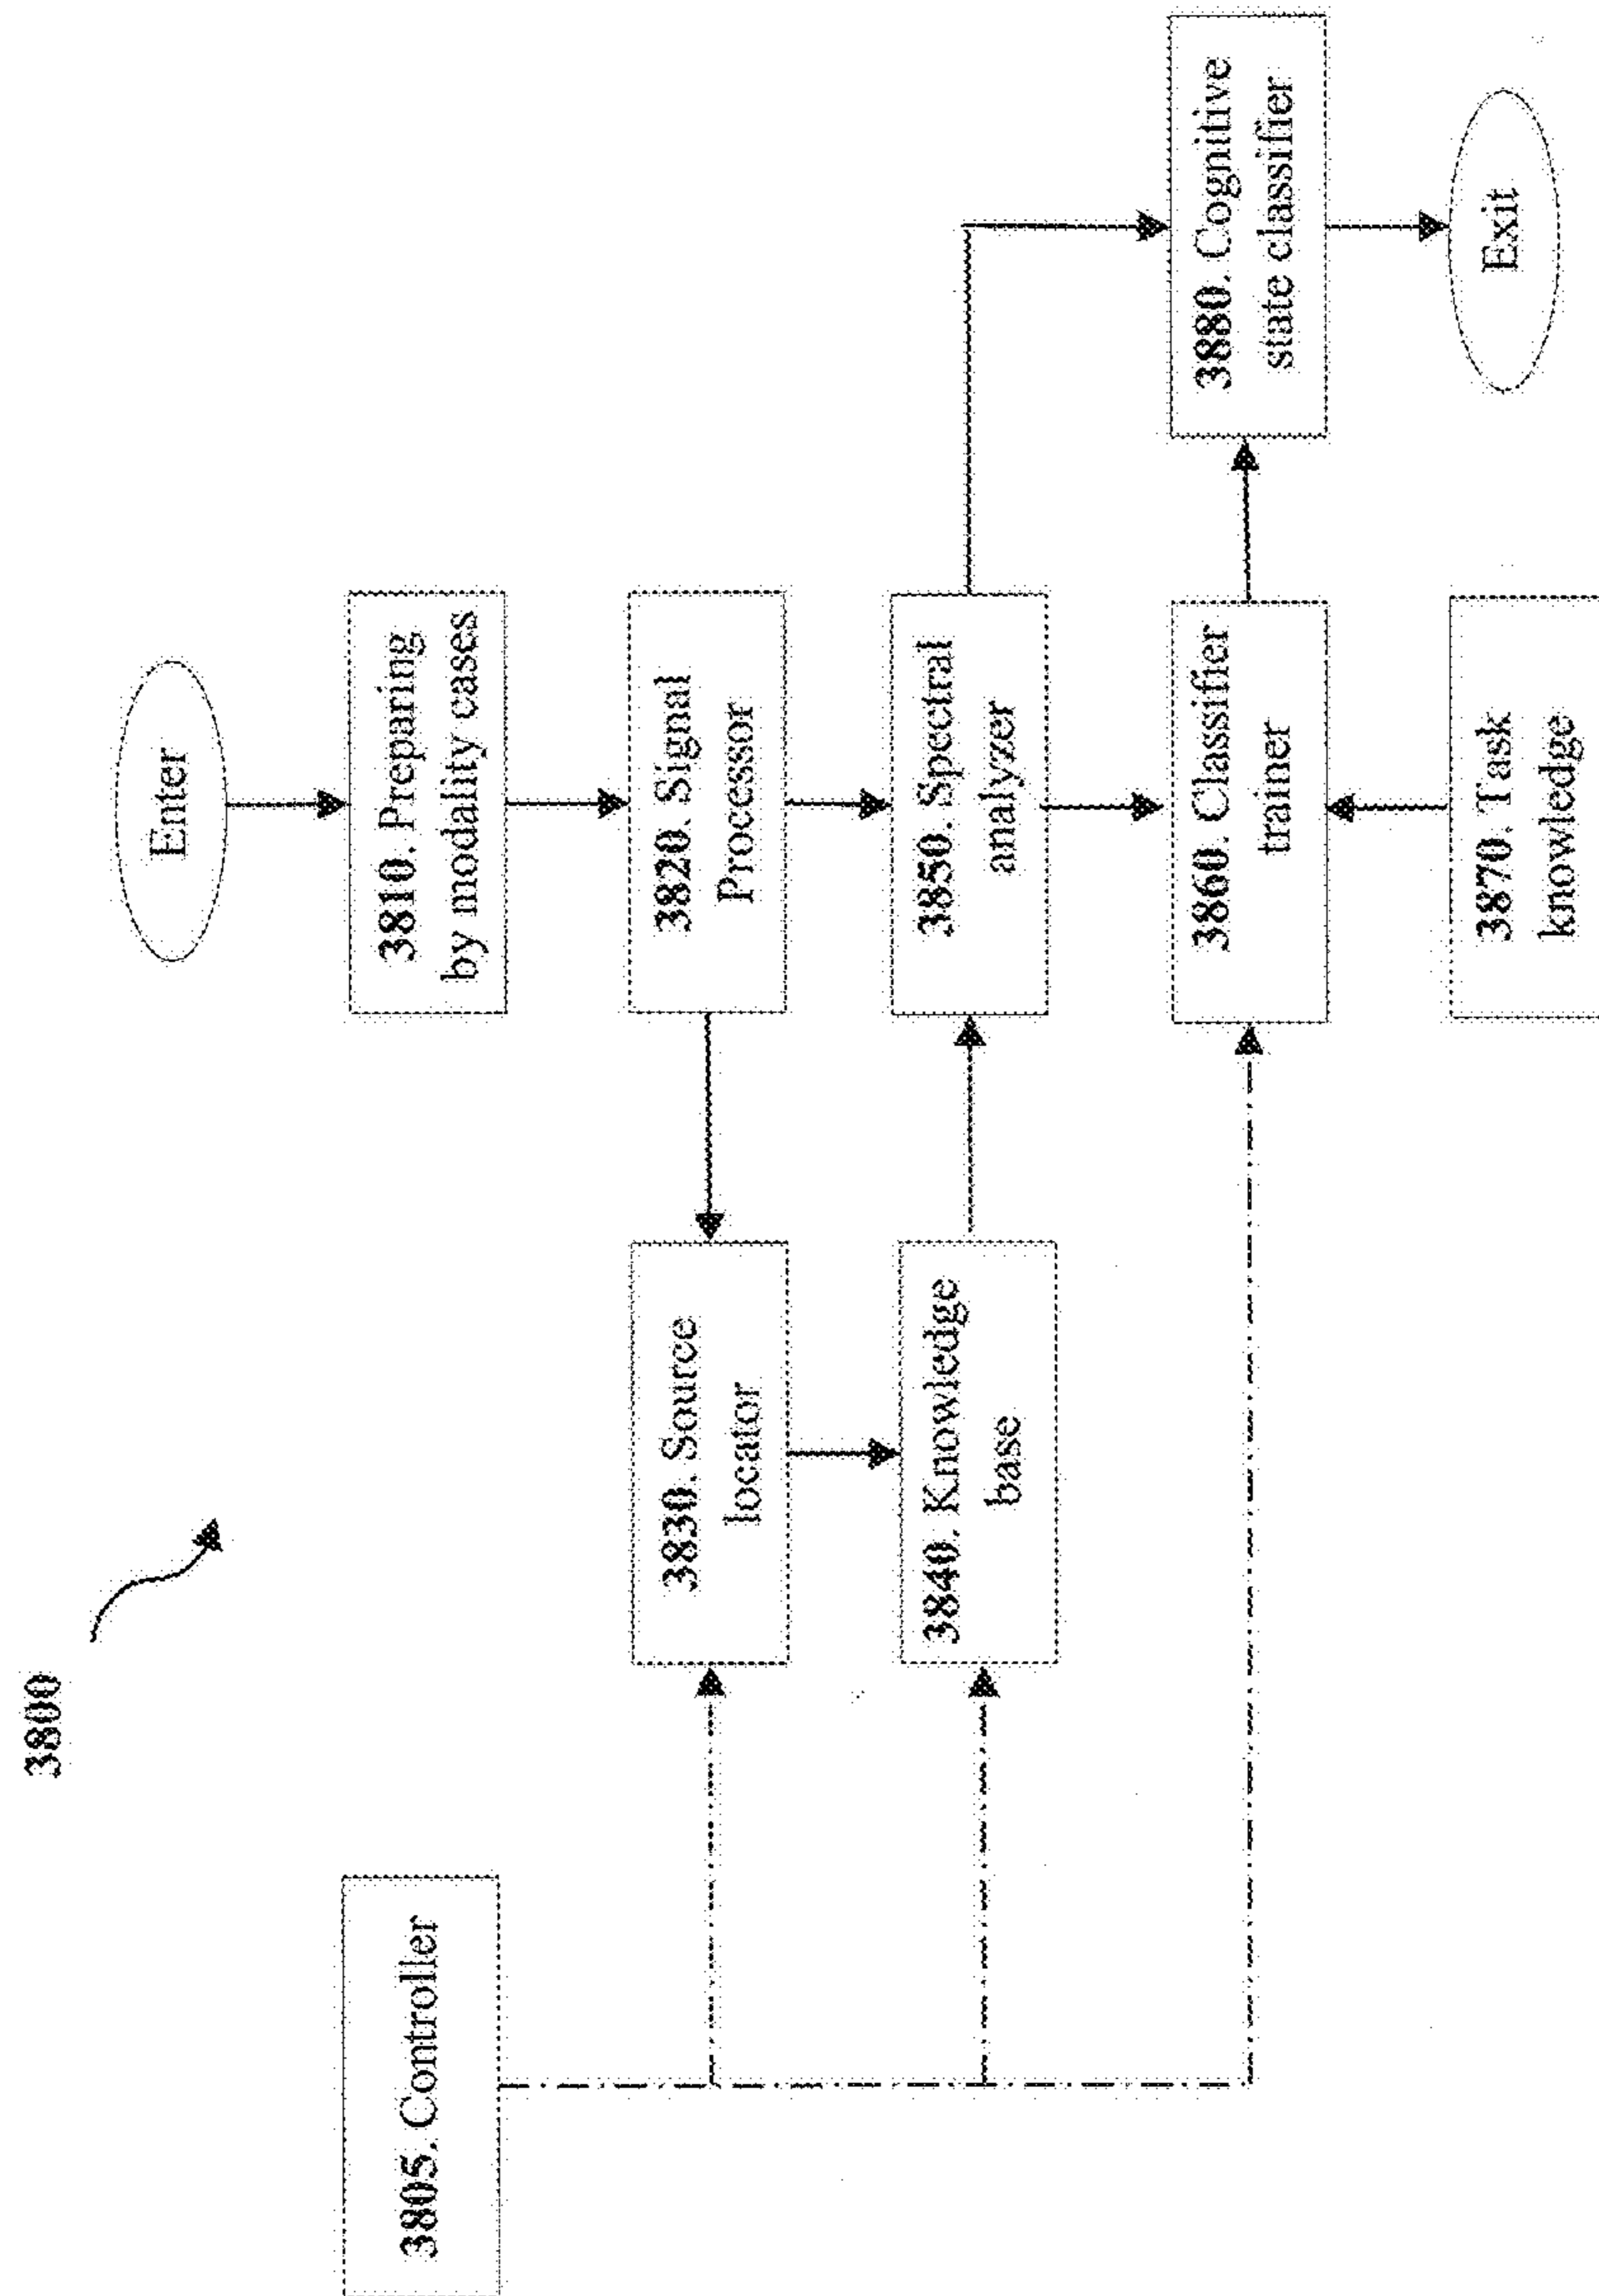 3800
Enter
3805. Controller
3810. Preparing
by modality cases
3830. Source
locator
3820. Signal
Processor
3840. Knowledge
base
3850. Spectral
analyzer
3860. Classifier
trainer
3880. Cognitive
state classifier
3870. Task
knowledge
Exit